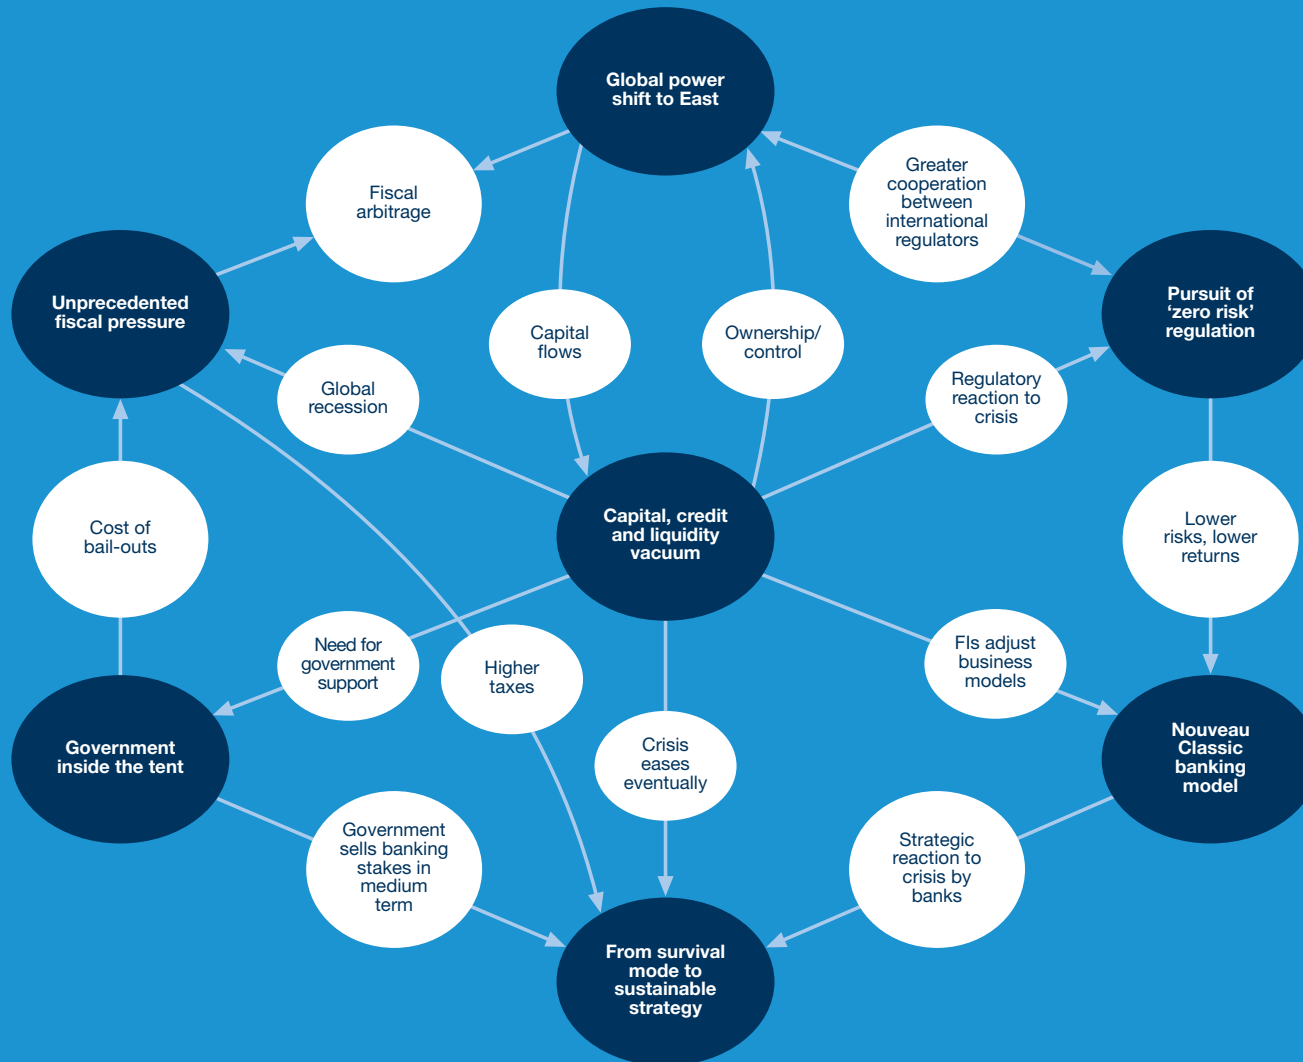 Global power
shift to East
Fiscal
arbitrage
Greater
cooperation
between
international
regulators
Unprecedented
fiscal pressure
Capital
flows
Ownership/
control
Pursuit of
‘zero risk’
regulation
Global
recession
Regulatory
reaction to
crisis
Cost of
bail-outs
Capital, credit
and liquidity
vacuum
Lower
risks, lower
returns
Need for
government
support
Higher
taxes
FIs adjust
business
models
Government
inside the tent
Crisis
eases
eventually
Nouveau
Classic
banking
model
Government
sells banking
stakes in
medium
term
Strategic
reaction to
crisis by
banks
From survival
mode to
sustainable
strategy